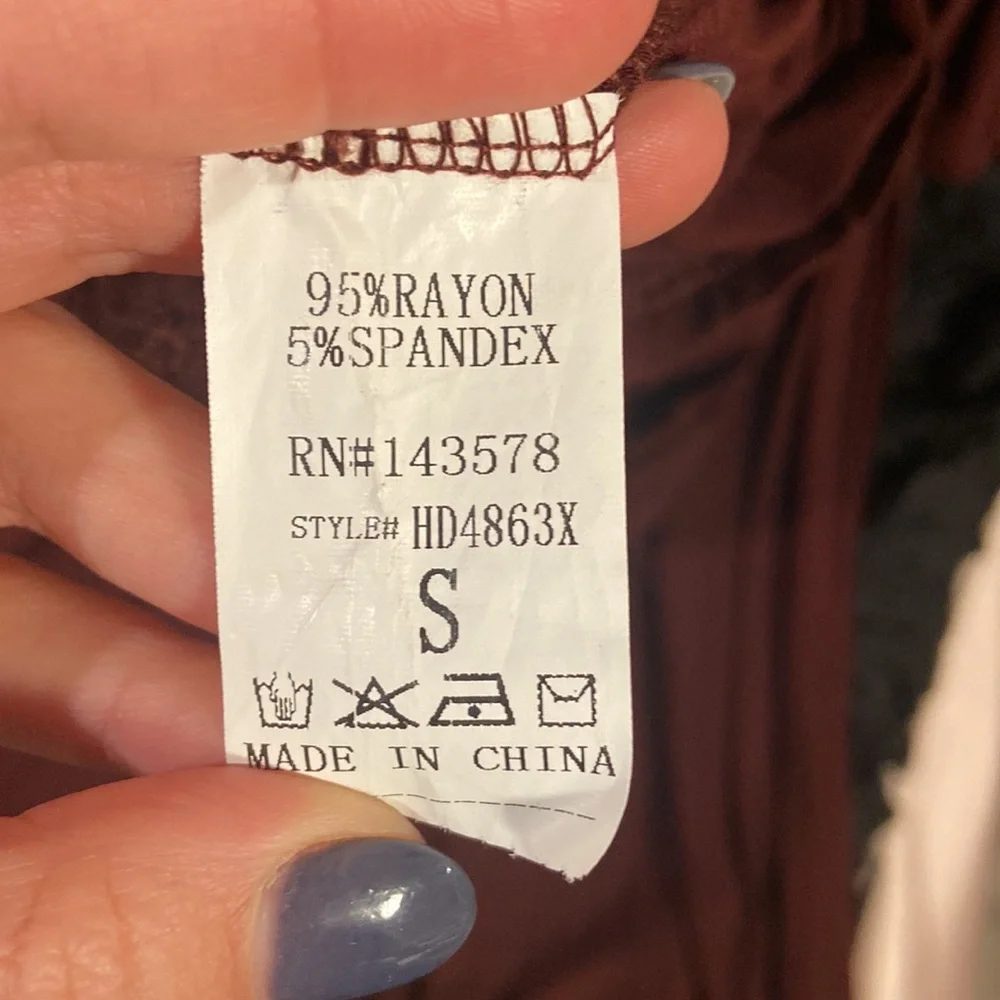 95%RAYON
5%SPANDEX
RN#143578
STYLE# HD4863X
S
MADE IN CHINA